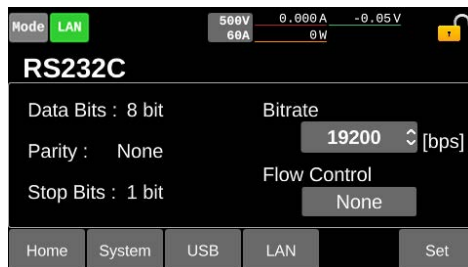 Mode LAN 500V 0.000 A -0.05 V
60A 0 W
RS232C
Data Bits : 8 bit Bitrate
19200 [bps]
Parity : None
Flow Control
Stop Bits : 1 bit
None
Home System USB LAN Set